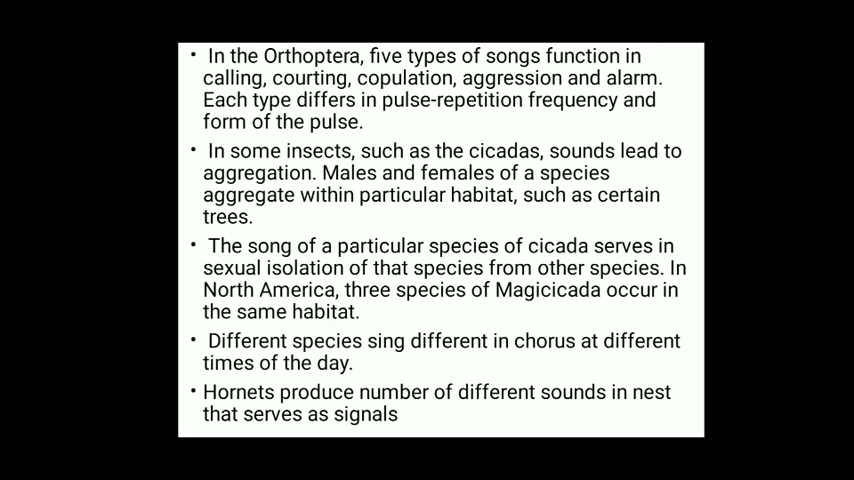 • In the Orthoptera, five types of songs function in
calling, courting, copulation, aggression and alarm.
Each type differs in pulse-repetition frequency and
form of the pulse.
• In some insects, such as the cicadas, sounds lead to
aggregation. Males and females of a species
aggregate within particular habitat, such as certain
trees.
• The song of a particular species of cicada serves in
sexual isolation of that species from other species. In
North America, three species of Magicicada occur in
the same habitat.
• Different species sing different in chorus at different
times of the day.
• Hornets produce number of different sounds in nest
that serves as signals